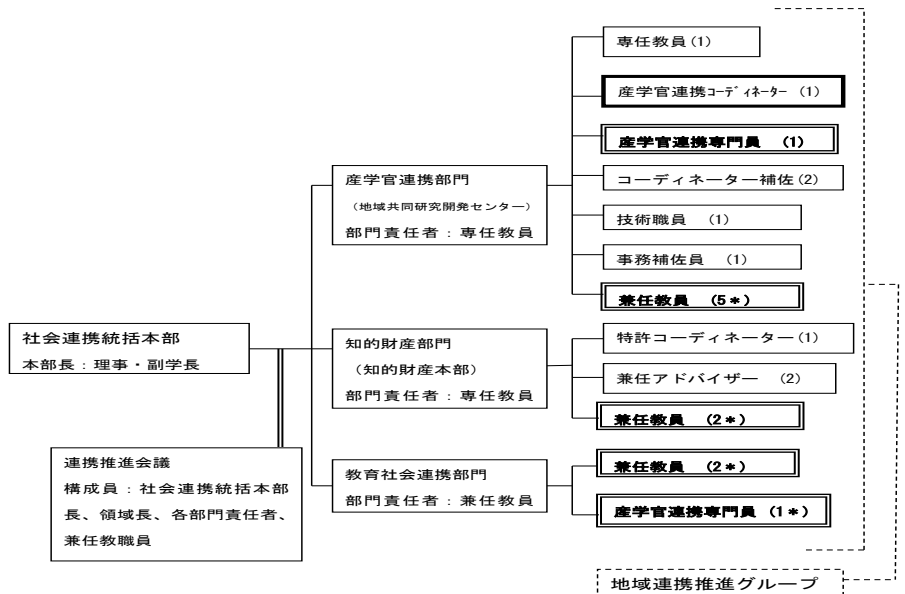 専任教員(1)
産学官連携ｺｰﾃﾞｨﾈｰﾀｰ (1)
産学官連携専門員 (1)
産学官連携部門
（地域共同研究開発センター）
部門責任者：専任教員
コーディネーター補佐(2)
技術職員 (1)
事務補佐員 (1)
兼任教員 (5＊)
社会連携統括本部
本部長：理事・副学長
知的財産部門
（知的財産本部）
部門責任者：専任教員
特許コーディネーター(1)
兼任アドバイザー (2)
兼任教員 (2＊)
連携推進会議
構成員：社会連携統括本部
長、領域長、各部門責任者、
兼任教職員
教育社会連携部門
部門責任者：兼任教員
兼任教員 (2＊)
産学官連携専門員 (1＊)
地域連携推進グループ